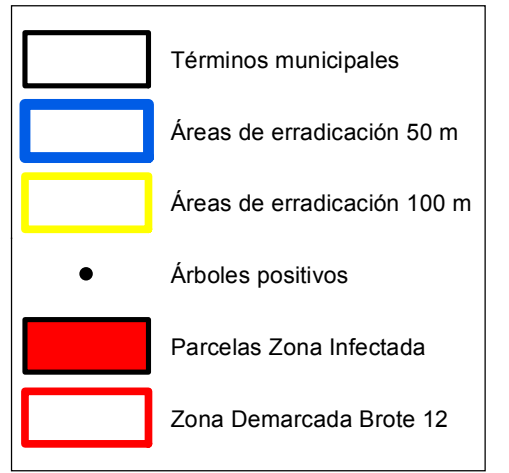 Términos municipales
Áreas de erradicación 50 m
Áreas de erradicación 100 m
Árboles positivos
Parcelas Zona Infectada
Zona Demarcada Brote 12